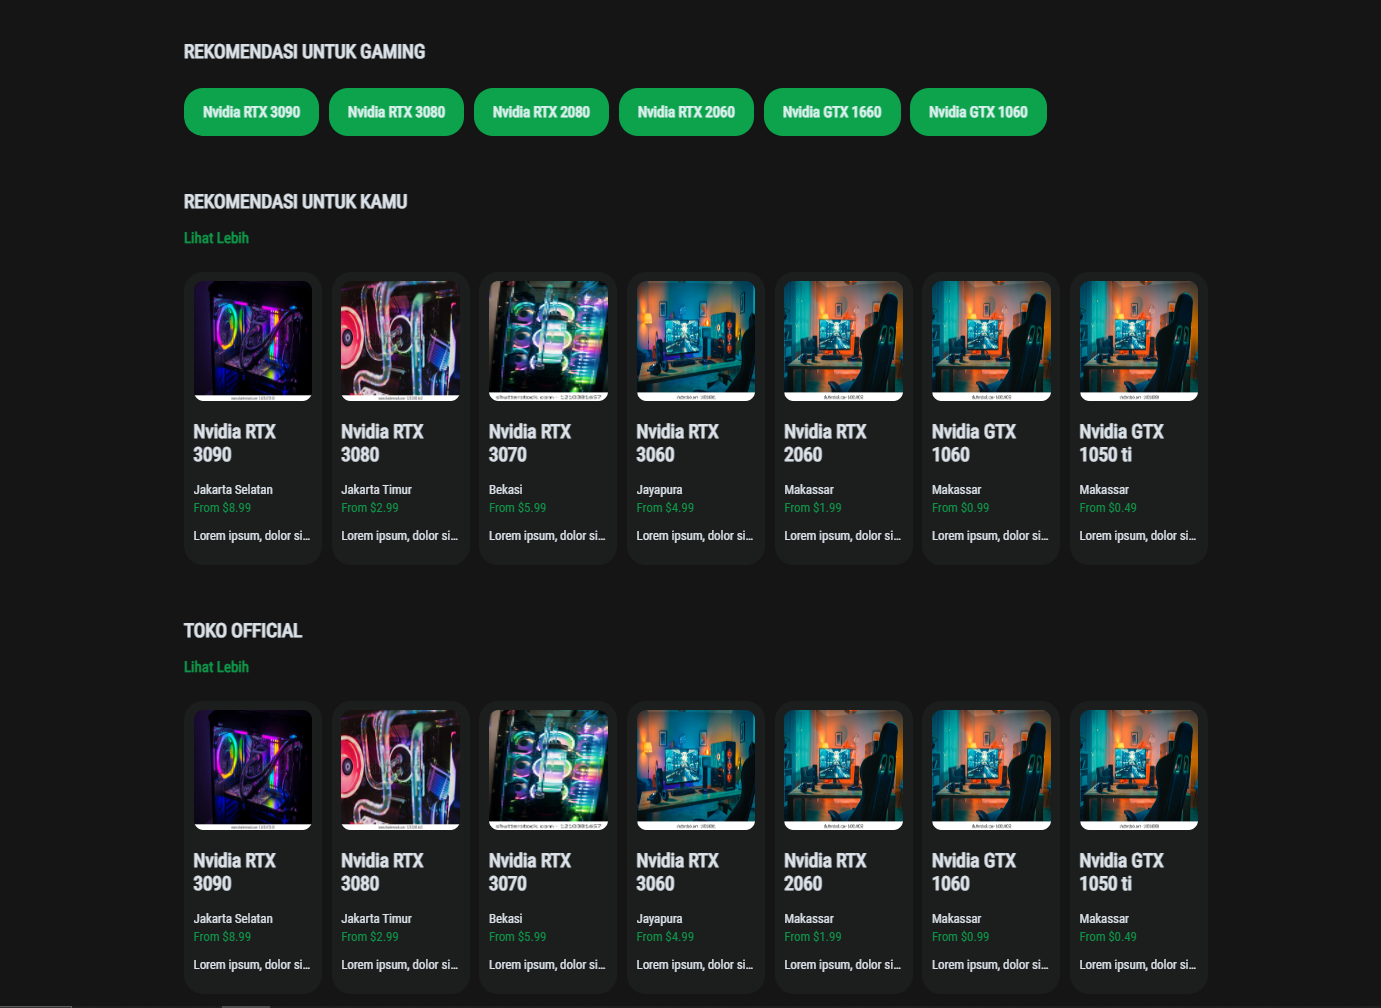 REKOMENDASI UNTUK GAMING
Nvidia RTX 3090
Nvidia RTX 3080
Nvidia RTX 2080
Nvidia RTX 2060
Nvidia GTX 1660
Nvidia GTX 1060
REKOMENDASI UNTUK KAMU
Lihat Lebih
Nvidia RTX
3090
Jakarta Selatan
From $8.99
Lorem ipsum, dolor si...
Nvidia RTX
3080
Jakarta Timur
From $2.99
Lorem ipsum, dolor si...
shutterstock.com · 1210381657
Nvidia RTX
3070
Bekasi
From $5.99
Lorem ipsum, dolor si...
Nvidia RTX
3060
Jayapura
From $4.99
Lorem ipsum, dolor si...
Nvidia RTX
2060
Makassar
From $1.99
Lorem ipsum, dolor si...
Nvidia GTX
1060
Makassar
From $0.99
Lorem ipsum, dolor si...
Nvidia GTX
1050 ti
Makassar
From $0.49
Lorem ipsum, dolor si...
TOKO OFFICIAL
Lihat Lebih
Nvidia RTX
3090
Jakarta Selatan
From $8.99
Lorem ipsum, dolor si...
Nvidia RTX
3080
Jakarta Timur
From $2.99
Lorem ipsum, dolor si...
shutterstock.com · 1210381657
Nvidia RTX
3070
Bekasi
From $5.99
Lorem ipsum, dolor si...
Nvidia RTX
3060
Jayapura
From $4.99
Lorem ipsum, dolor si...
Nvidia RTX
2060
Makassar
From $1.99
Lorem ipsum, dolor si...
Nvidia GTX
1060
Makassar
From $0.99
Lorem ipsum, dolor si...
Nvidia GTX
1050 ti
Makassar
From $0.49
Lorem ipsum, dolor si...